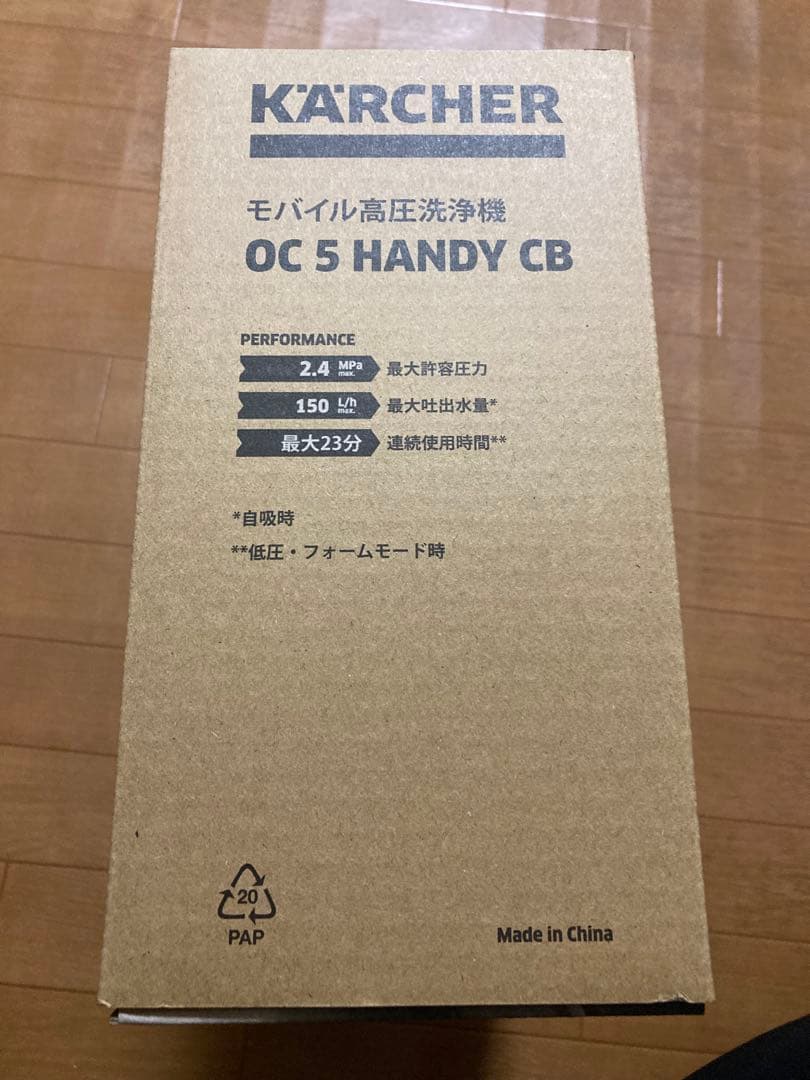 KÄRCHER
モバイル高圧洗浄機
OC 5 HANDY CB
PERFORMANCE
2.4 MPa max. 最大許容圧力
150 L/h max. 最大吐出水量*
最大23分 連続使用時間**
*自吸時
**低圧・フォームモード時
20
PAP
Made in China